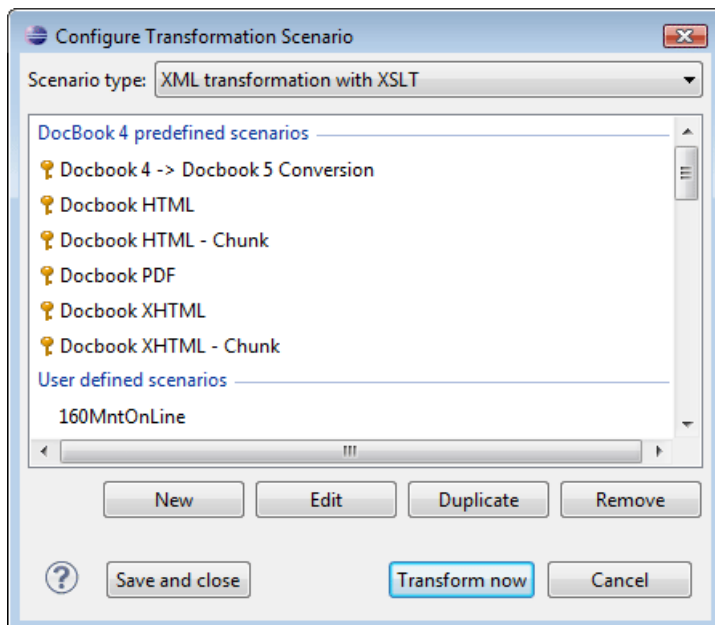 Configure Transformation Scenario
Scenario type: XML transformation with XSLT
DocBook 4 predefined scenarios
Docbook 4 -> Docbook 5 Conversion
Docbook HTML
Docbook HTML - Chunk
Docbook PDF
Docbook XHTML
Docbook XHTML - Chunk
User defined scenarios
160MntOnLine
New Edit Duplicate Remove
? Save and close Transform now Cancel